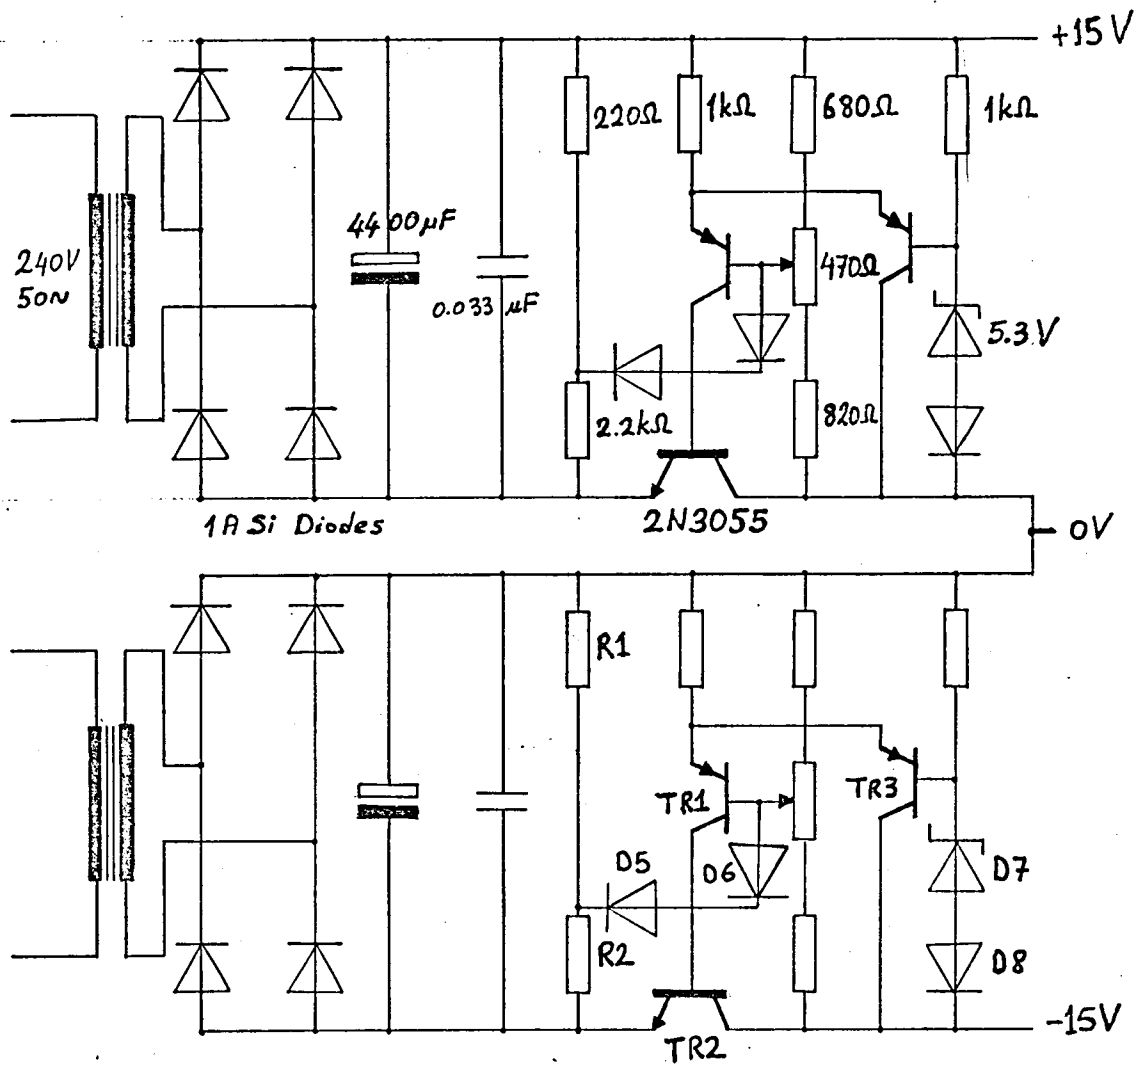 +15V
220Ω
1kΩ
680Ω
1kΩ
4400µF
240V
50~
0.033 µF
470Ω
5.3V
2.2kΩ
820Ω
1A Si Diodes
2N3055
0V
R1
TR1
TR3
D5
D6
D7
R2
D8
-15V
TR2